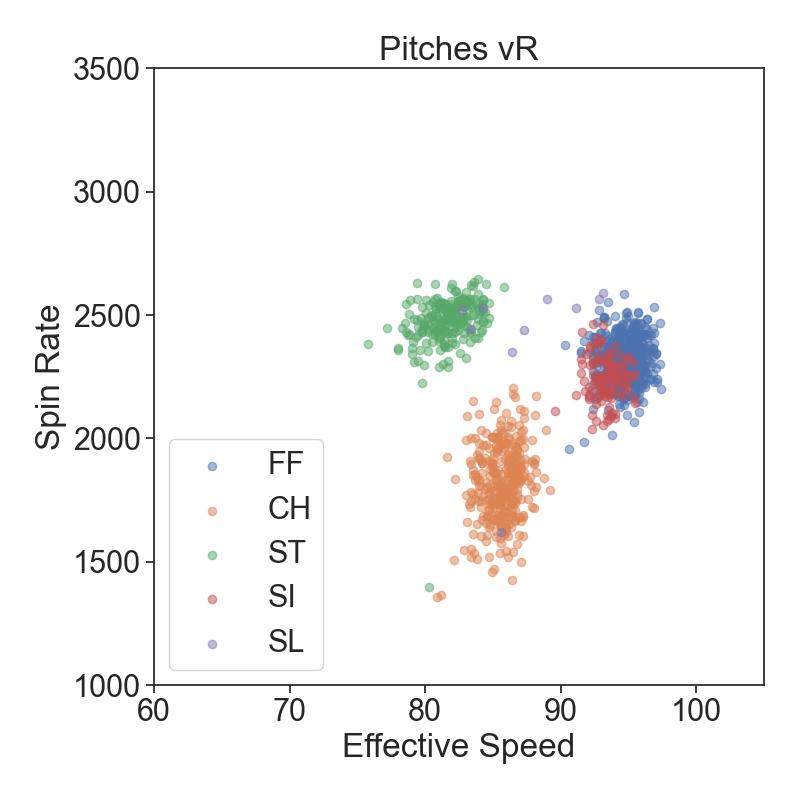 Pitches vR
3500
3000
2500
2000
1500
1000
Spin Rate
FF
CH
ST
SI
SL
60 70 80 90 100
Effective Speed